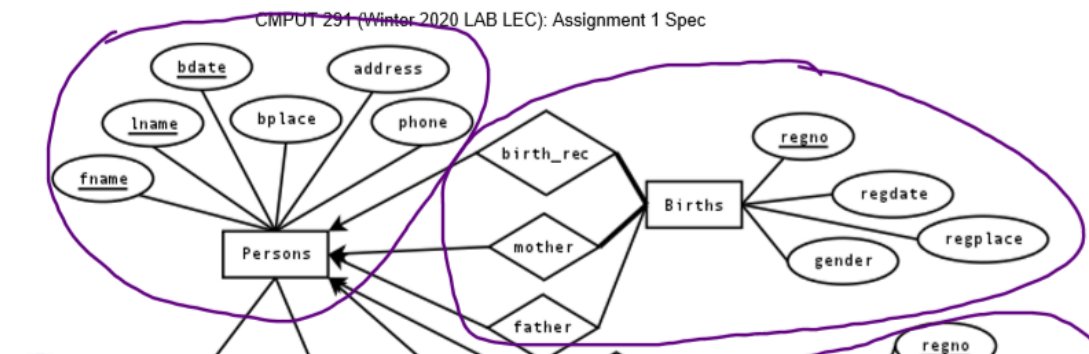 CMPUT 291 (Winter 2020 LAB LEC): Assignment 1 Spec
bdate
address
lname
bplace
phone
fname
Persons
birth_rec
mother
father
Births
regno
regdate
regplace
gender
regno